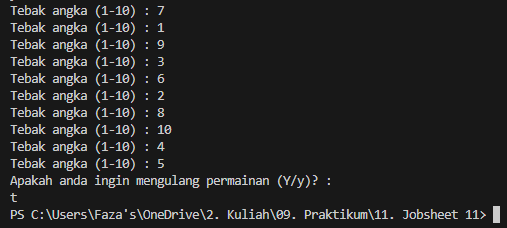 Tebak angka (1-10) : 7
Tebak angka (1-10) : 1
Tebak angka (1-10) : 9
Tebak angka (1-10) : 3
Tebak angka (1-10) : 6
Tebak angka (1-10) : 2
Tebak angka (1-10) : 8
Tebak angka (1-10) : 10
Tebak angka (1-10) : 4
Tebak angka (1-10) : 5
Apakah anda ingin mengulang permainan (Y/y)? :
t
PS C:\Users\Faza's\OneDrive\2. Kuliah\09. Praktikum\11. Jobsheet 11>